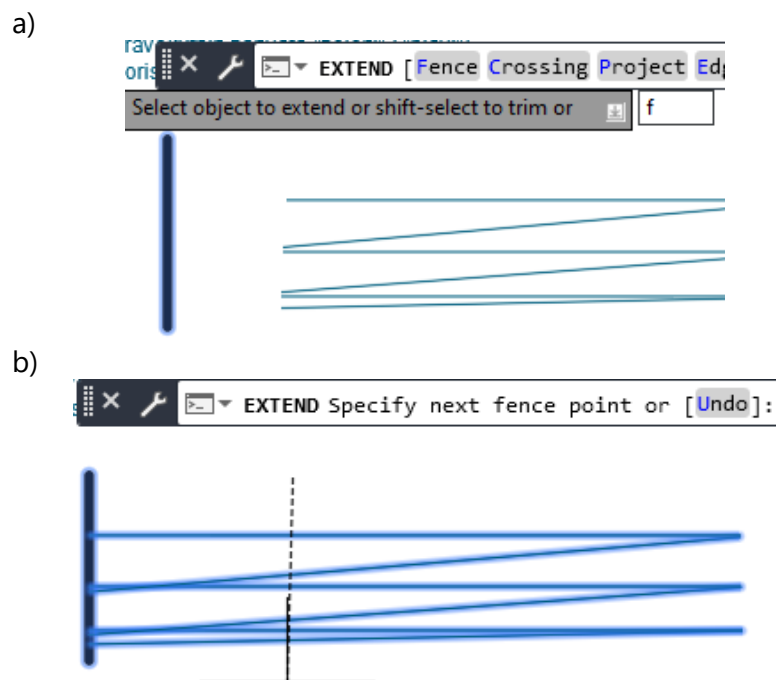 a)
EXTEND [Fence Crossing Project Edg
Select object to extend or shift-select to trim or f
b)
EXTEND Specify next fence point or [Undo]: